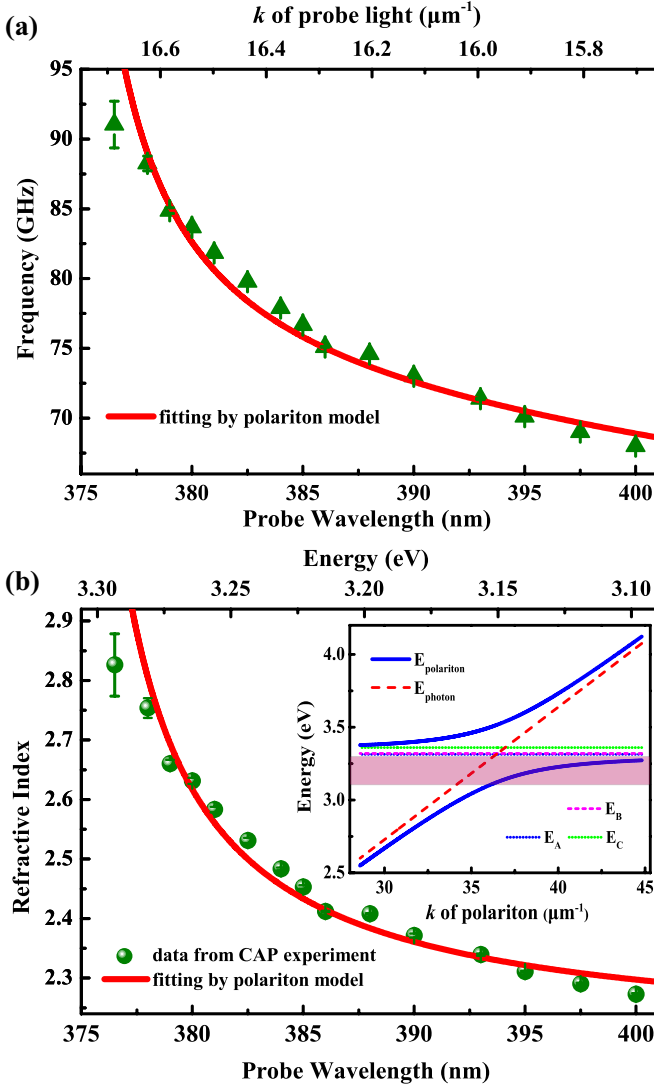 (a)
k of probe light (μm⁻¹)
16.6 16.4 16.2 16.0 15.8
95
90
85
80
75
70
Frequency (GHz)
fitting by polariton model
375 380 385 390 395 400
Probe Wavelength (nm)
(b)
Energy (eV)
3.30 3.25 3.20 3.15 3.10
2.9
2.8
2.7
2.6
2.5
2.4
2.3
Refractive Index
data from CAP experiment
fitting by polariton model
375 380 385 390 395 400
Probe Wavelength (nm)
4.5
4.0
3.5
3.0
2.5
Energy (eV)
E_polariton
E_photon
E_B
E_A E_C
30 35 40 45
k of polariton (μm⁻¹)